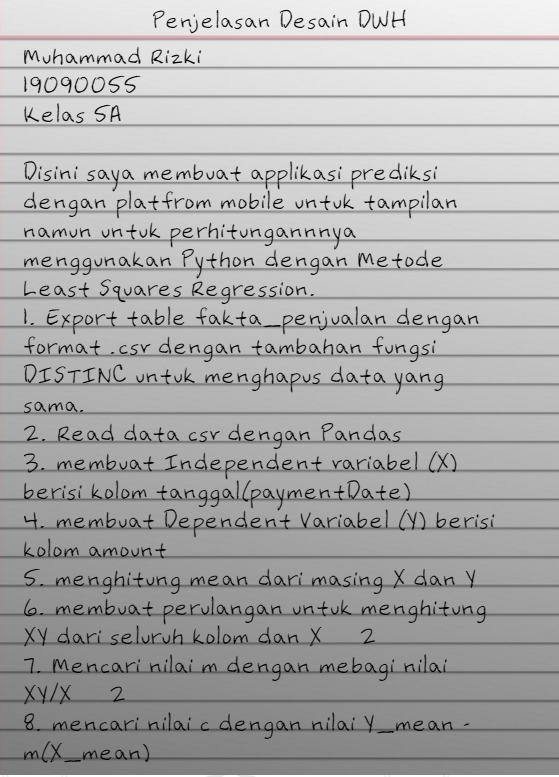 Penjelasan Desain DWH
Muhammad Rizki
19090055
Kelas 5A
Disini saya membuat applikasi prediksi
dengan platfrom mobile untuk tampilan
namun untuk perhitungannnya
menggunakan Python dengan Metode
Least Squares Regression.
1. Export table fakta_penjualan dengan
format .csv dengan tambahan fungsi
DISTINC untuk menghapus data yang
sama.
2. Read data csv dengan Pandas
3. membuat Independent variabel (X)
berisi kolom tanggal(paymentDate)
4. membuat Dependent Variabel (Y) berisi
kolom amount
5. menghitung mean dari masing X dan Y
6. membuat perulangan untuk menghitung
XY dari seluruh kolom dan X 2
7. Mencari nilai m dengan mebagi nilai
XY/X 2
8. mencari nilai c dengan nilai Y_mean -
m(X_mean)